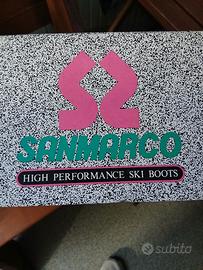 SANMARCO
HIGH PERFORMANCE SKI BOOTS
subito